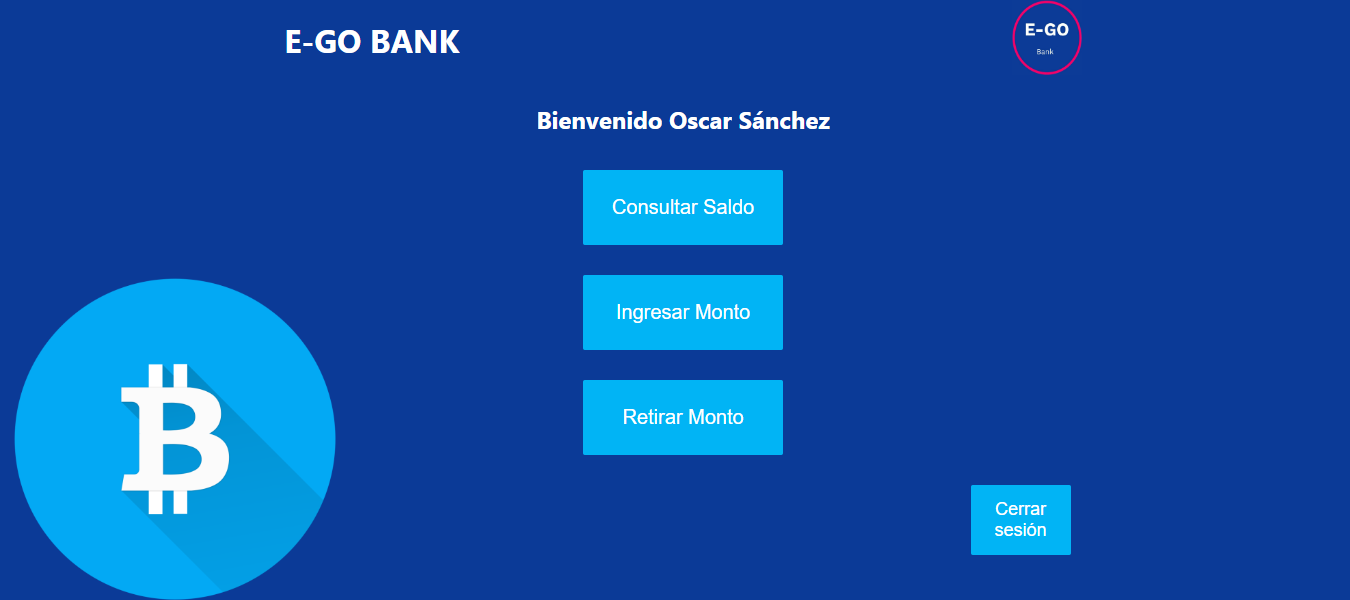 E-GO BANK
E-GO
Bank
Bienvenido Oscar Sánchez
Consultar Saldo
Ingresar Monto
Retirar Monto
Cerrar
sesión